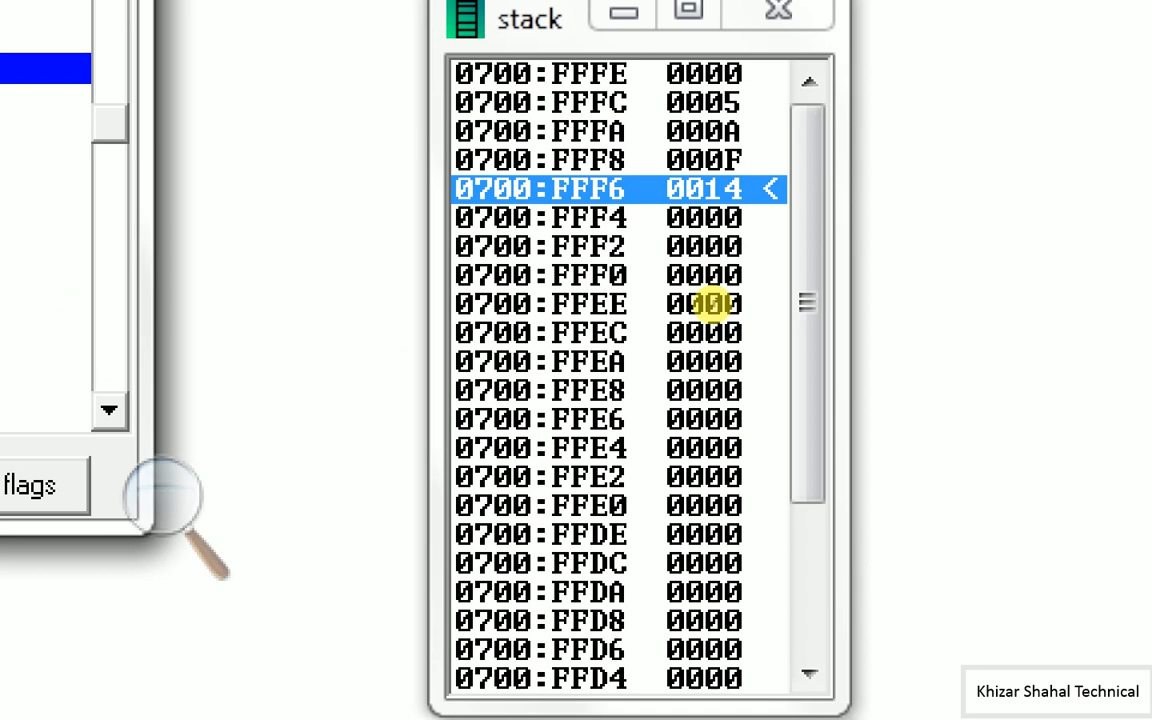 stack
0700:FFFE 0000
0700:FFFC 0005
0700:FFFA 000A
0700:FFF8 000F
0700:FFF6 0014 <
0700:FFF4 0000
0700:FFF2 0000
0700:FFF0 0000
0700:FFEE 0000
0700:FFEC 0000
0700:FFEA 0000
0700:FFE8 0000
0700:FFE6 0000
0700:FFE4 0000
0700:FFE2 0000
0700:FFE0 0000
0700:FFDE 0000
0700:FFDC 0000
0700:FFDA 0000
0700:FFD8 0000
0700:FFD6 0000
0700:FFD4 0000
flags
Khizar Shahal Technical